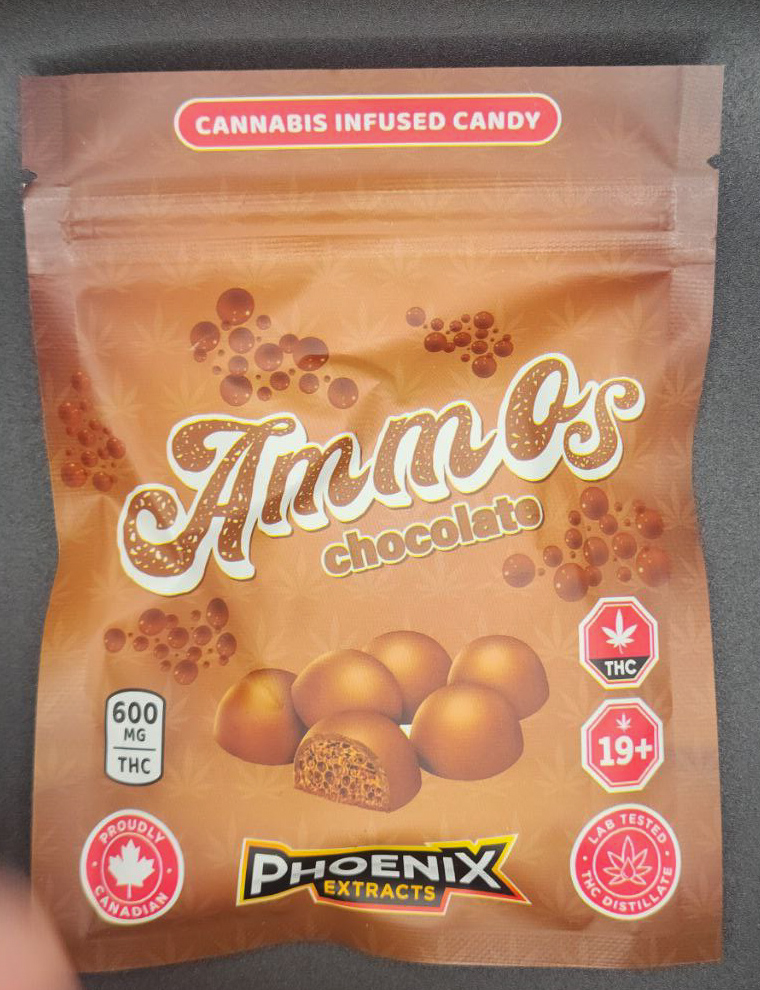 CANNABIS INFUSED CANDY
AmmOs
chocolate
THC
600
MG
THC
19+
PROUDLY
CANADIAN
PHOENIX
EXTRACTS
LAB TESTED
THC DISTILLATE